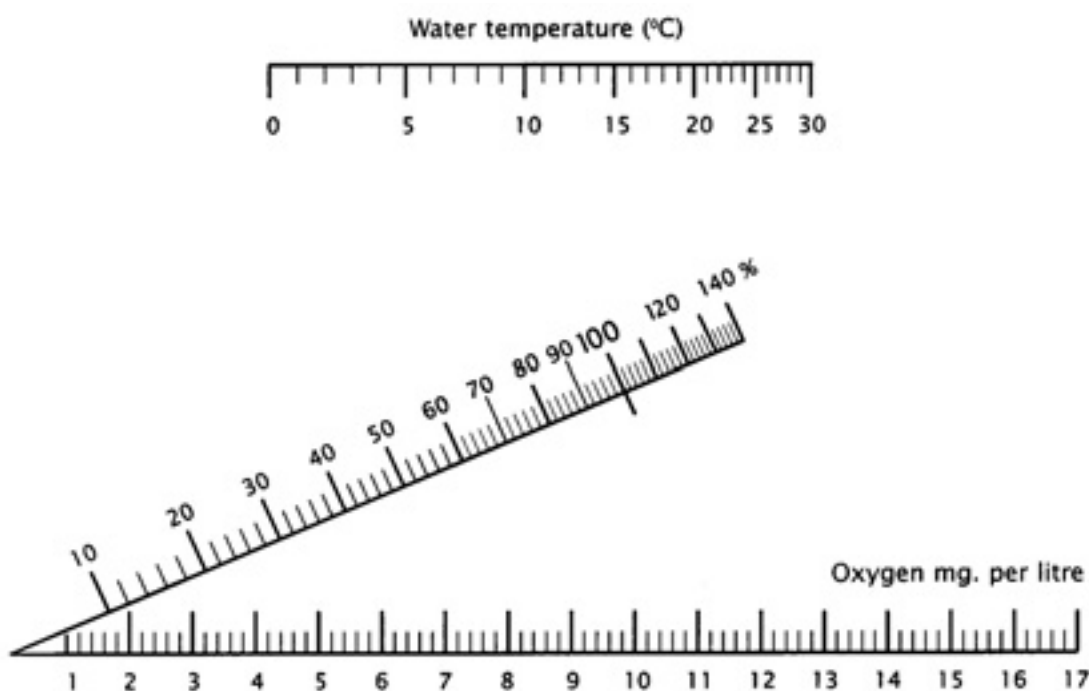 Water temperature (°C)
0 5 10 15 20 25 30
10 20 30 40 50 60 70 80 90 100 120 140 %
Oxygen mg. per litre
1 2 3 4 5 6 7 8 9 10 11 12 13 14 15 16 17